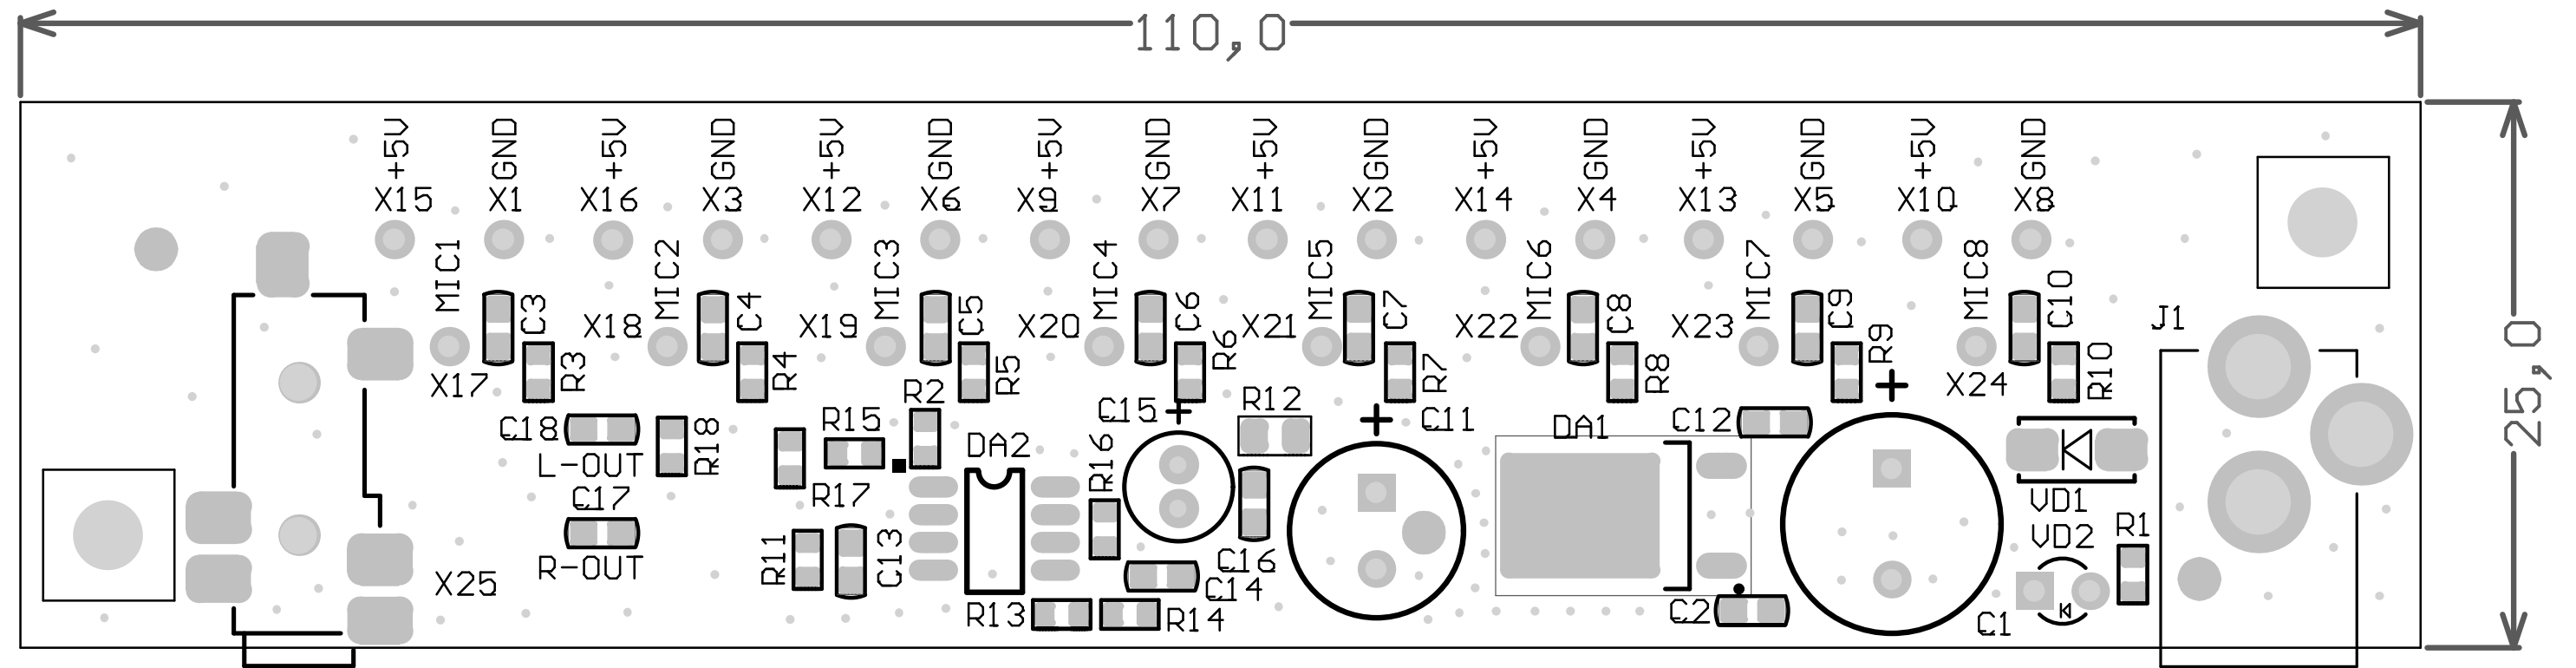 110,0
+5V GND +5V GND +5V GND +5V GND +5V GND +5V GND +5V GND +5V GND
X15 X1 X16 X3 X12 X6 X9 X7 X11 X2 X14 X4 X13 X5 X10 X8
MIC1 MIC2 MIC3 MIC4 MIC5 MIC6 MIC7 MIC8
C3 C4 C5 C6 C7 C8 C9 C10
X18 X19 X20 X21 X22 X23 J1
X17 R3 R4 R5 R6 R7 R8 R9 X24 R10
25,0
R2
C18 R18 R15 C15 + R12 + C11 DA1 C12 +
L-OUT DA2 R16
C17 R17 VD1
R-OUT VD2 R1
X25 R11 C13 C16
C14
R13 R14 C2 C1